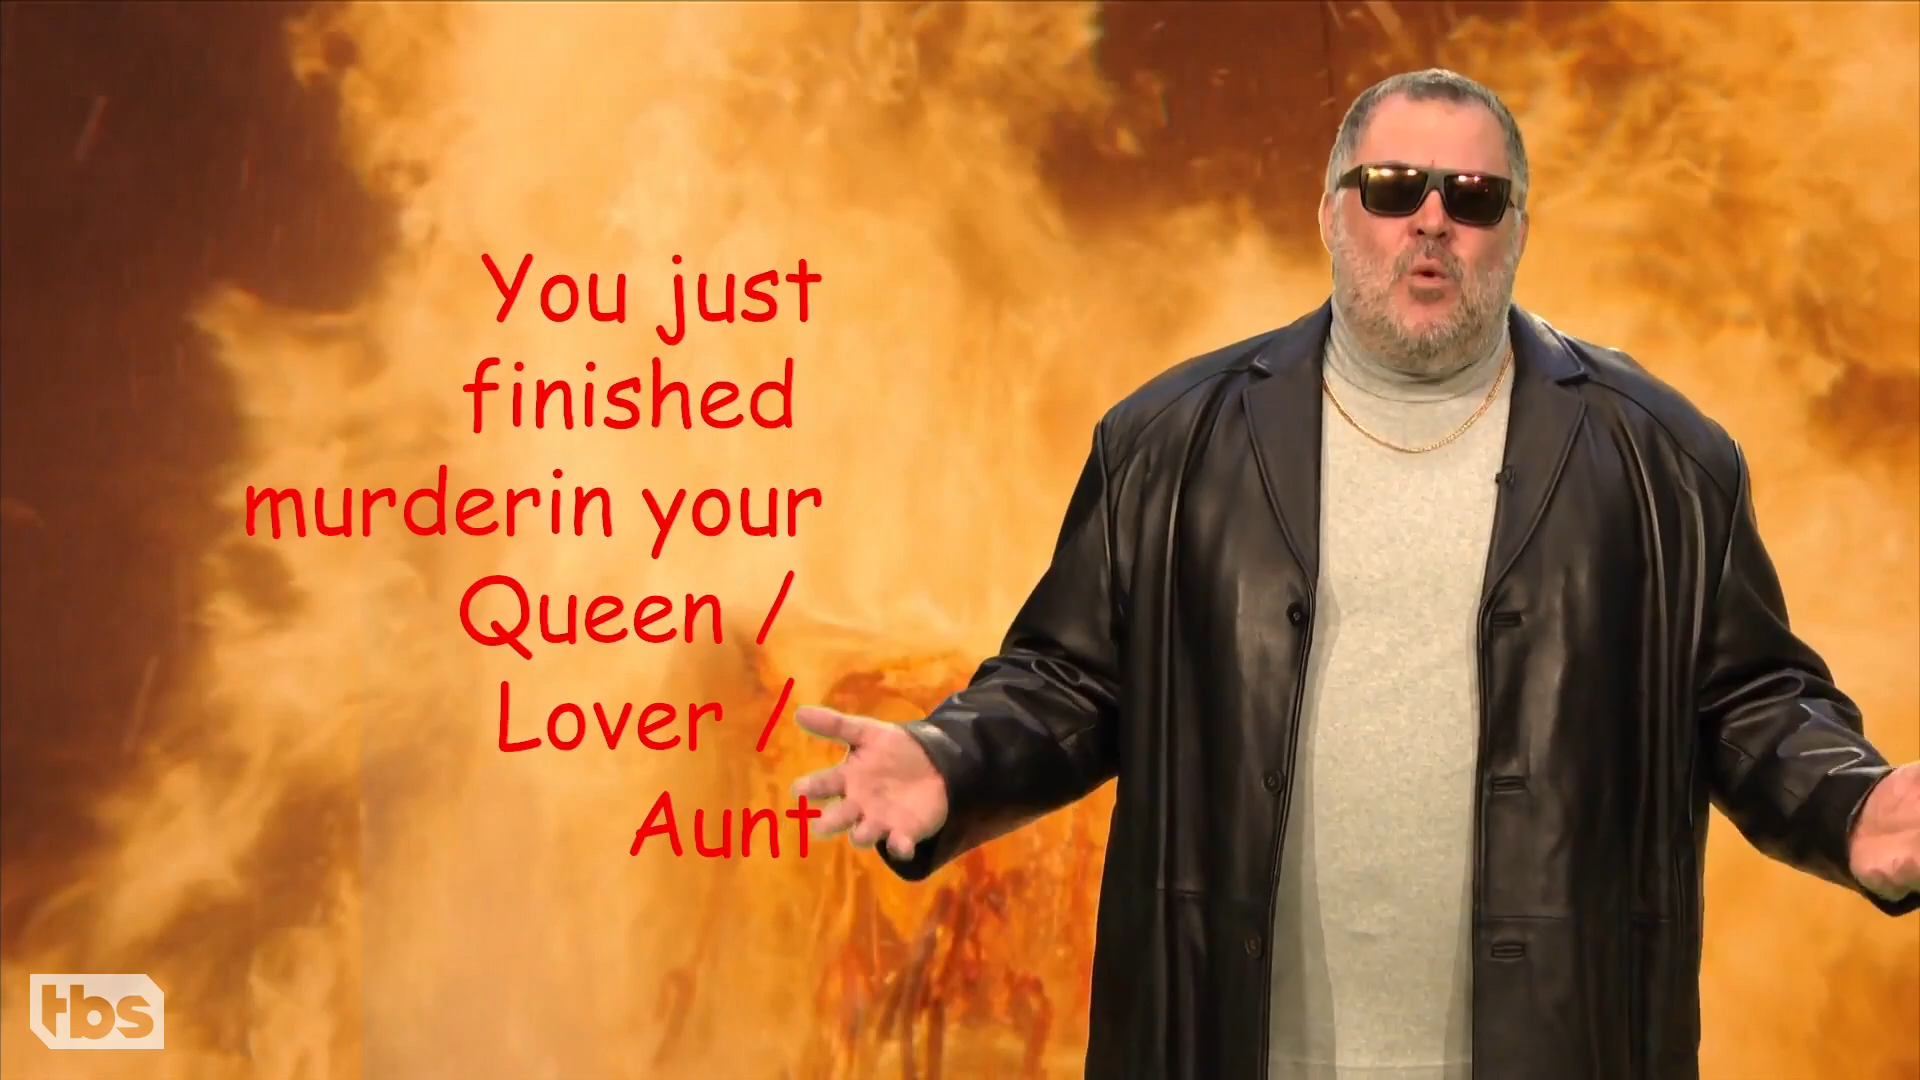 You just
finished
murderin your
Queen /
Lover /
Aunt
tbs